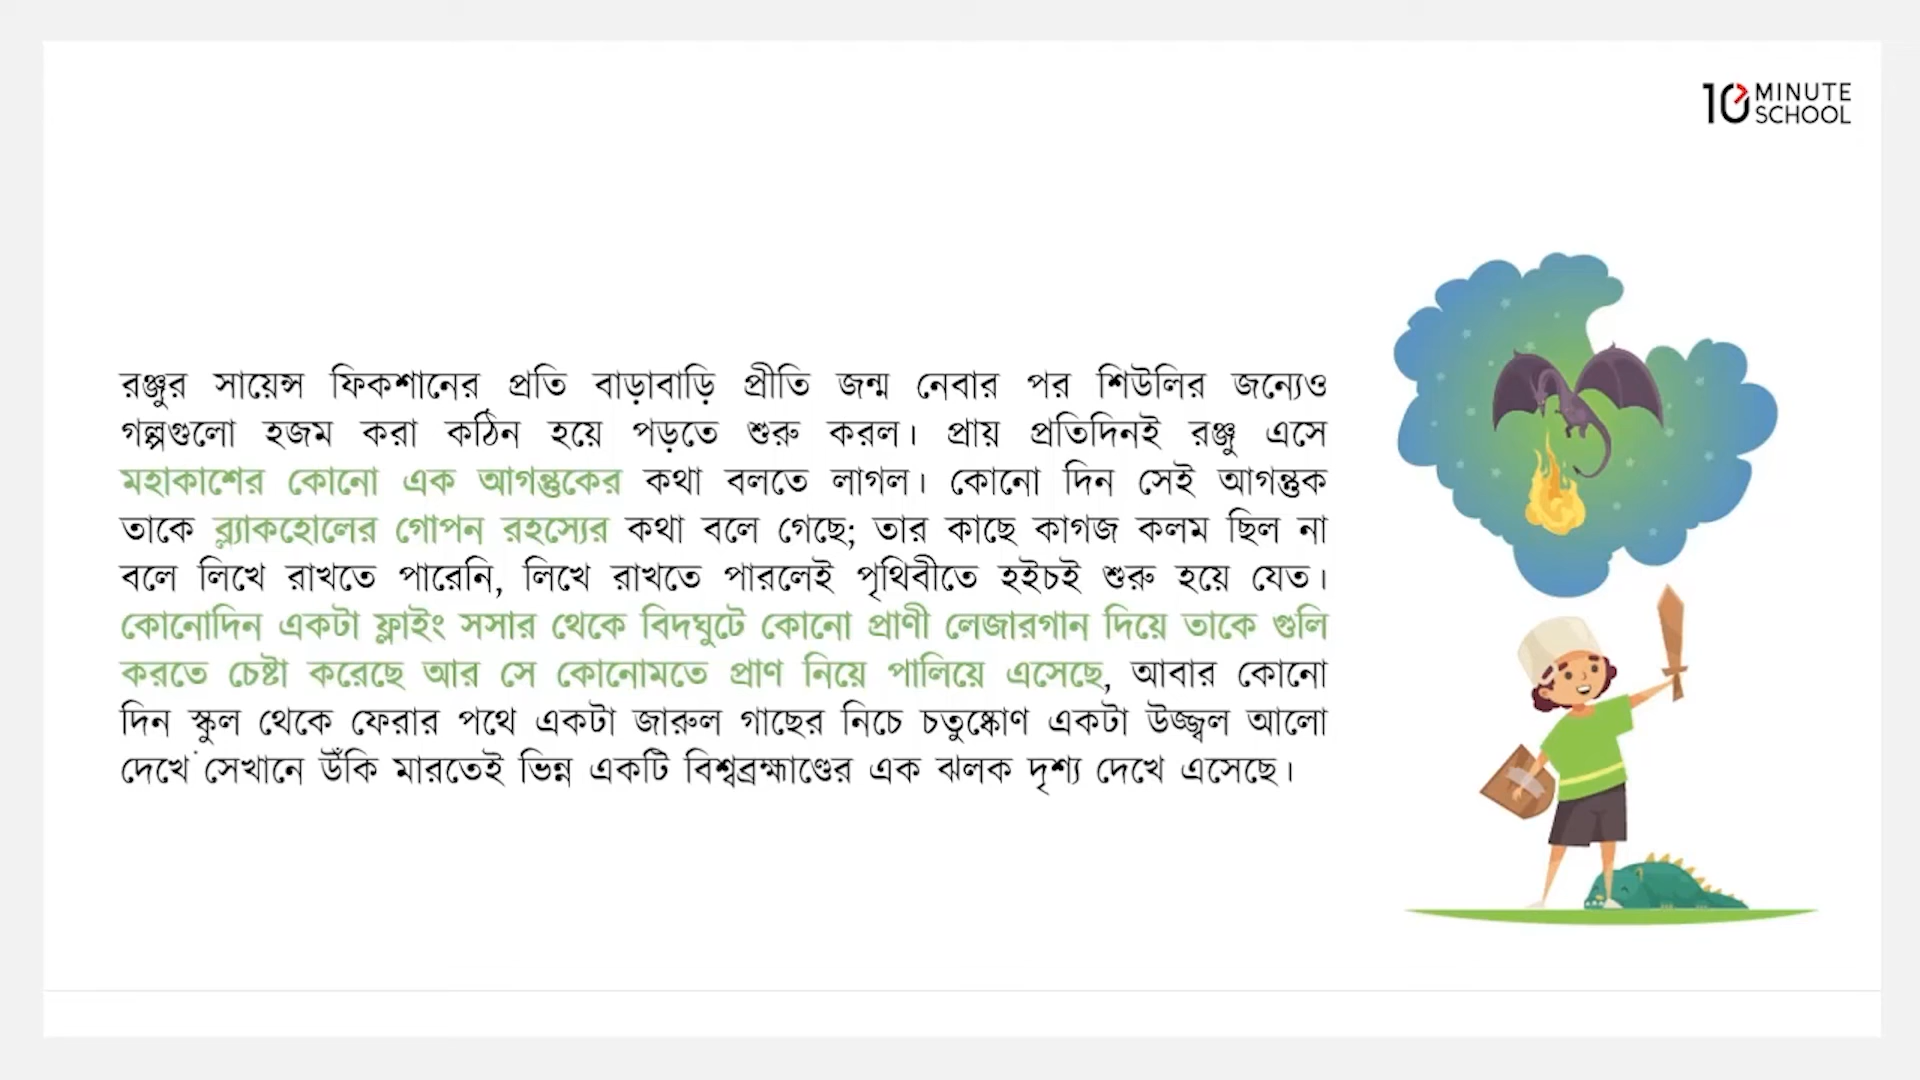 10 MINUTE
SCHOOL
রঞ্জুর সায়েন্স ফিকশানের প্রতি বাড়াবাড়ি প্রীতি জন্ম নেবার পর শিউলির জন্যেও
গল্পগুলো হজম করা কঠিন হয়ে পড়তে শুরু করল। প্রায় প্রতিদিনই রঞ্জু এসে
মহাকাশের কোনো এক আগন্তুকের কথা বলতে লাগল। কোনো দিন সেই আগন্তুক
তাকে ব্ল্যাকহোলের গোপন রহস্যের কথা বলে গেছে; তার কাছে কাগজ কলম ছিল না
বলে লিখে রাখতে পারেনি, লিখে রাখতে পারলেই পৃথিবীতে হইচই শুরু হয়ে যেত।
কোনোদিন একটা ফ্লাইং সসার থেকে বিদঘুটে কোনো প্রাণী লেজারগান দিয়ে তাকে গুলি
করতে চেষ্টা করেছে আর সে কোনোমতে প্রাণ নিয়ে পালিয়ে এসেছে, আবার কোনো
দিন স্কুল থেকে ফেরার পথে একটা জারুল গাছের নিচে চতুষ্কোণ একটা উজ্জ্বল আলো
দেখে সেখানে উঁকি মারতেই ভিন্ন একটি বিশ্বব্রহ্মাণ্ডের এক ঝলক দৃশ্য দেখে এসেছে।